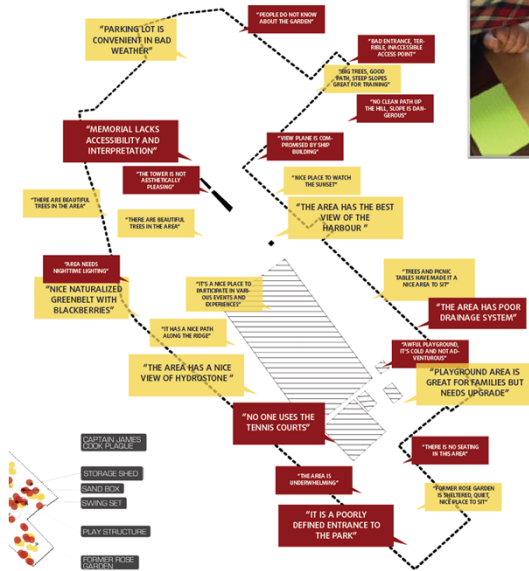 "PEOPLE DO NOT KNOW
ABOUT THE GARDEN"
"PARKING LOT IS
CONVENIENT IN BAD
WEATHER"
"BAD ENTRANCE, TER-
RIBLE, INACCESSIBLE
ACCESS POINT"
"BIG TREES, GOOD
PATH, STEEP SLOPES
GREAT FOR TRAINING"
"NO CLEAN PATH UP
THE HILL, SLOPE IS DAN-
GEROUS"
"MEMORIAL LACKS
ACCESSIBILITY AND
INTERPRETATION"
"VIEW PLANE IS COM-
PROMISED BY SHIP
BUILDING"
"THE TOWER IS NOT
AESTHETICALLY
PLEASING"
"NICE PLACE TO WATCH
THE SUNSET"
"THERE ARE BEAUTIFUL
TREES IN THE AREA"
"THERE ARE BEAUTIFUL
TREES IN THE AREA"
"THE AREA HAS THE BEST
VIEW OF THE
HARBOUR "
"AREA NEEDS
NIGHTTIME LIGHTING"
"NICE NATURALIZED
GREENBELT WITH
BLACKBERRIES"
"IT'S A NICE PLACE TO
PARTICIPATE IN VARI-
OUS EVENTS AND
EXPERIENCES"
"TREES AND PICNIC
TABLES HAVE MADE IT A
NICE AREA TO SIT"
"THE AREA HAS POOR
DRAINAGE SYSTEM"
"IT HAS A NICE PATH
ALONG THE RIDGE"
"AWFUL PLAYGROUND,
IT'S COLD AND NOT AD-
VENTUROUS"
"THE AREA HAS A NICE
VIEW OF HYDROSTONE "
"PLAYGROUND AREA IS
GREAT FOR FAMILIES BUT
NEEDS UPGRADE"
"NO ONE USES THE
TENNIS COURTS"
"THERE IS NO SEATING
IN THIS AREA"
"THE AREA IS
UNDERWHELMING"
"FORMER ROSE GARDEN
IS SHELTERED, QUIET,
NICE PLACE TO SIT"
"IT IS A POORLY
DEFINED ENTRANCE TO
THE PARK"
CAPTAIN JAMES
COOK PLAGUE
STORAGE SHED
SAND BOX
SWING SET
PLAY STRUCTURE
FORMER ROSE
GARDEN